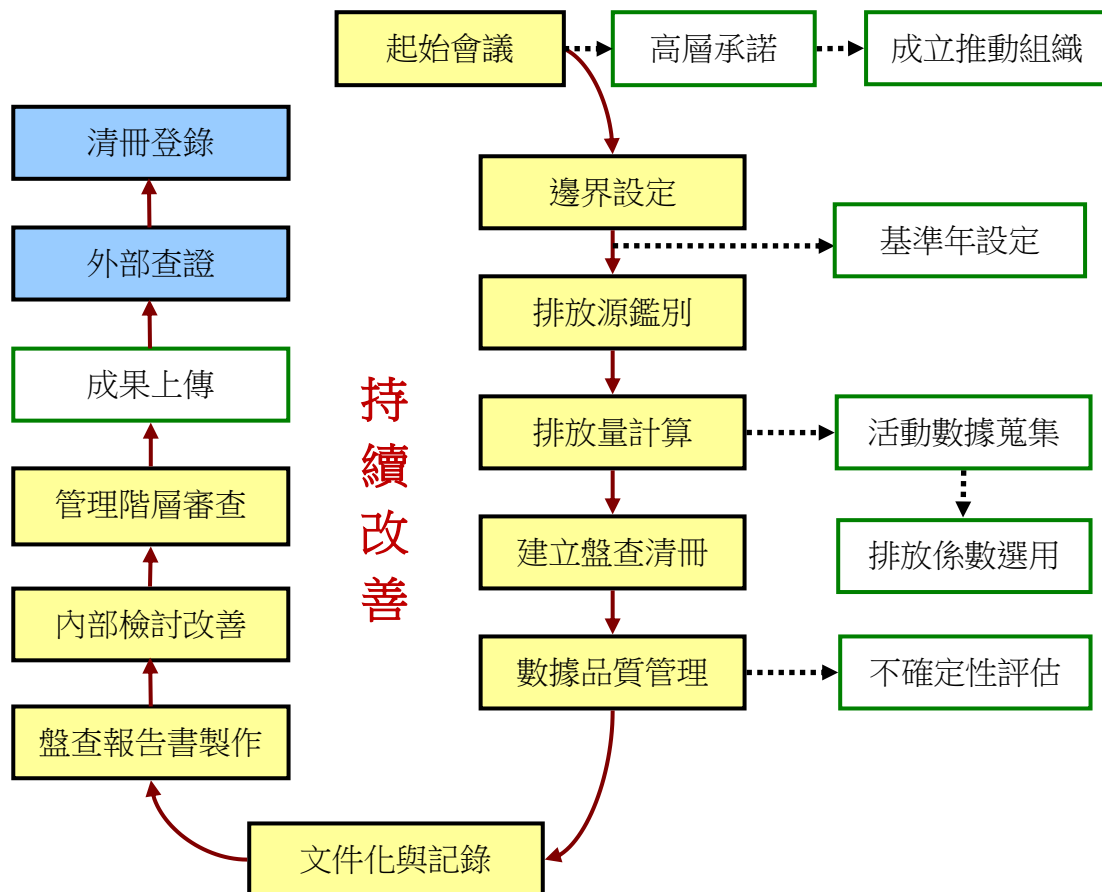 起始會議
高層承諾
成立推動組織
邊界設定
基準年設定
排放源鑑別
排放量計算
活動數據蒐集
建立盤查清冊
排放係數選用
數據品質管理
不確定性評估
文件化與記錄
盤查報告書製作
內部檢討改善
管理階層審查
成果上傳
外部查證
清冊登錄
持
續
改
善